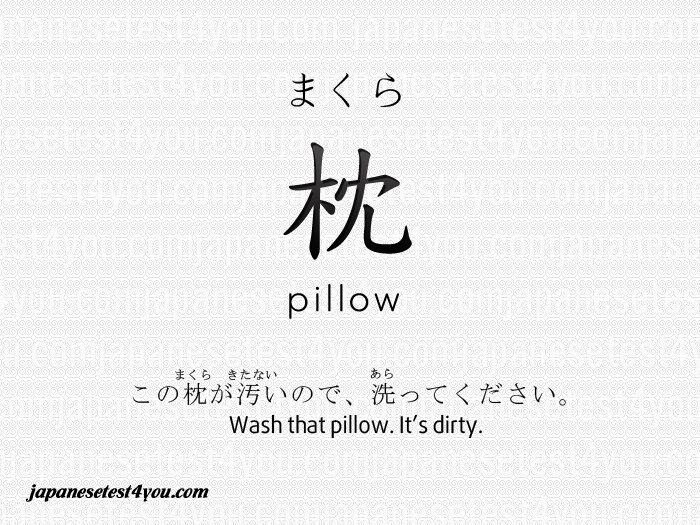 まくら
枕
pillow
まくら きたない あら
この枕が汚いので、洗ってください。
Wash that pillow. It's dirty.
japanesetest4you.com